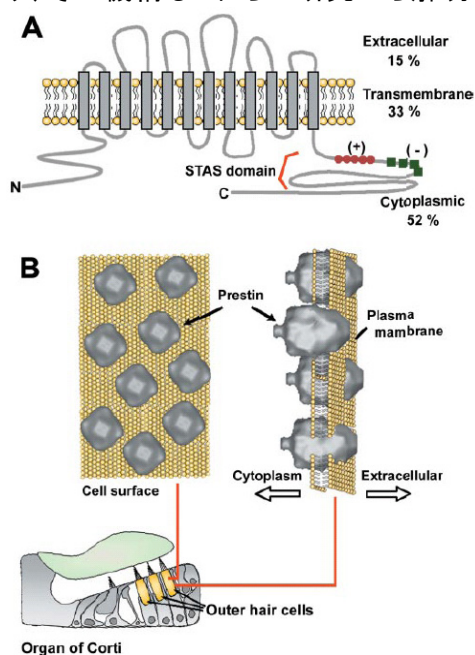 A
Extracellular
15 %
Transmembrane
33 %
(+)
(-)
STAS domain
N
C
Cytoplasmic
52 %
B
Prestin
Plasma
mambrane
Cytoplasm
Extracellular
Cell surface
Outer hair cells
Organ of Corti